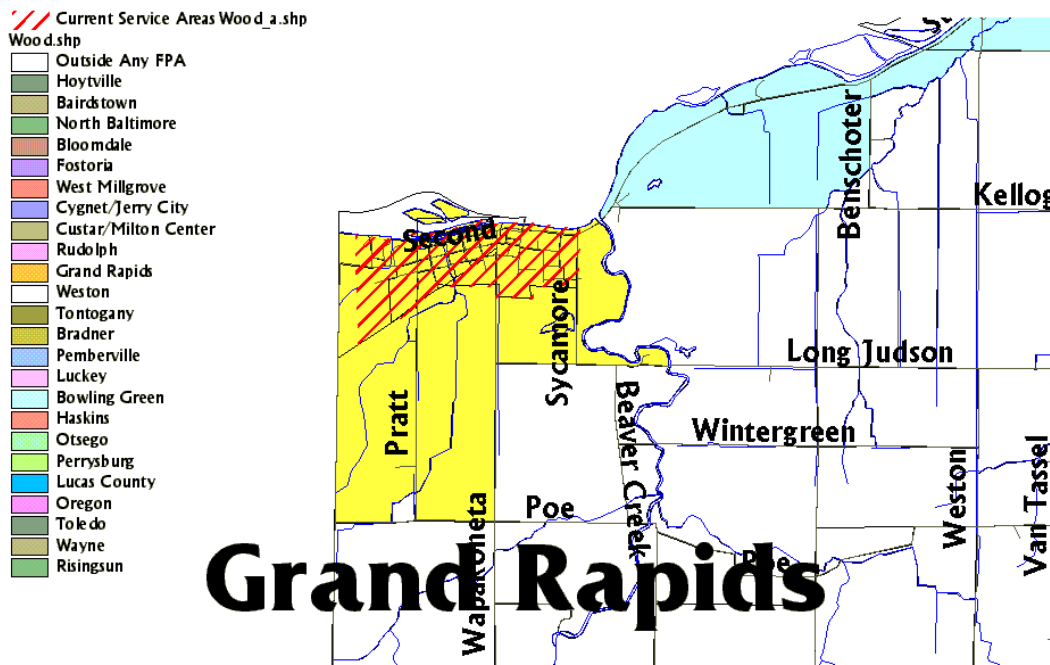 Current Service Areas Wood_a.shp
Wood.shp
Outside Any FPA
Hoytville
Bairdstown
North Baltimore
Bloomdale
Fostoria
West Millgrove
Cygnet/Jerry City
Custar/Milton Center
Rudolph
Grand Rapids
Weston
Tontogany
Bradner
Pemberville
Luckey
Bowling Green
Haskins
Otsego
Perrysburg
Lucas County
Oregon
Toledo
Wayne
Risingsun
Benschoter
Second
Sycamore
Long Judson
Pratt
Beaver Creek
Wintergreen
Weston
Van Tassel
Wapakoneta
Poe
Poe
Grand Rapids